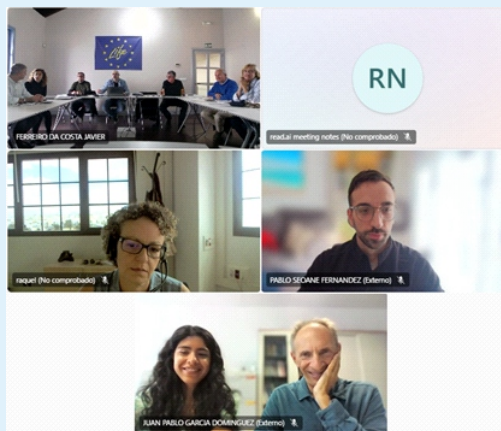 Life
FERREIRO DA COSTA JAVIER
RN
read.ai meeting notes (No comprobado)
raquel (No comprobado)
PABLO SEOANE FERNANDEZ (Externo)
JUAN PABLO GARCIA DOMINGUEZ (Externo)